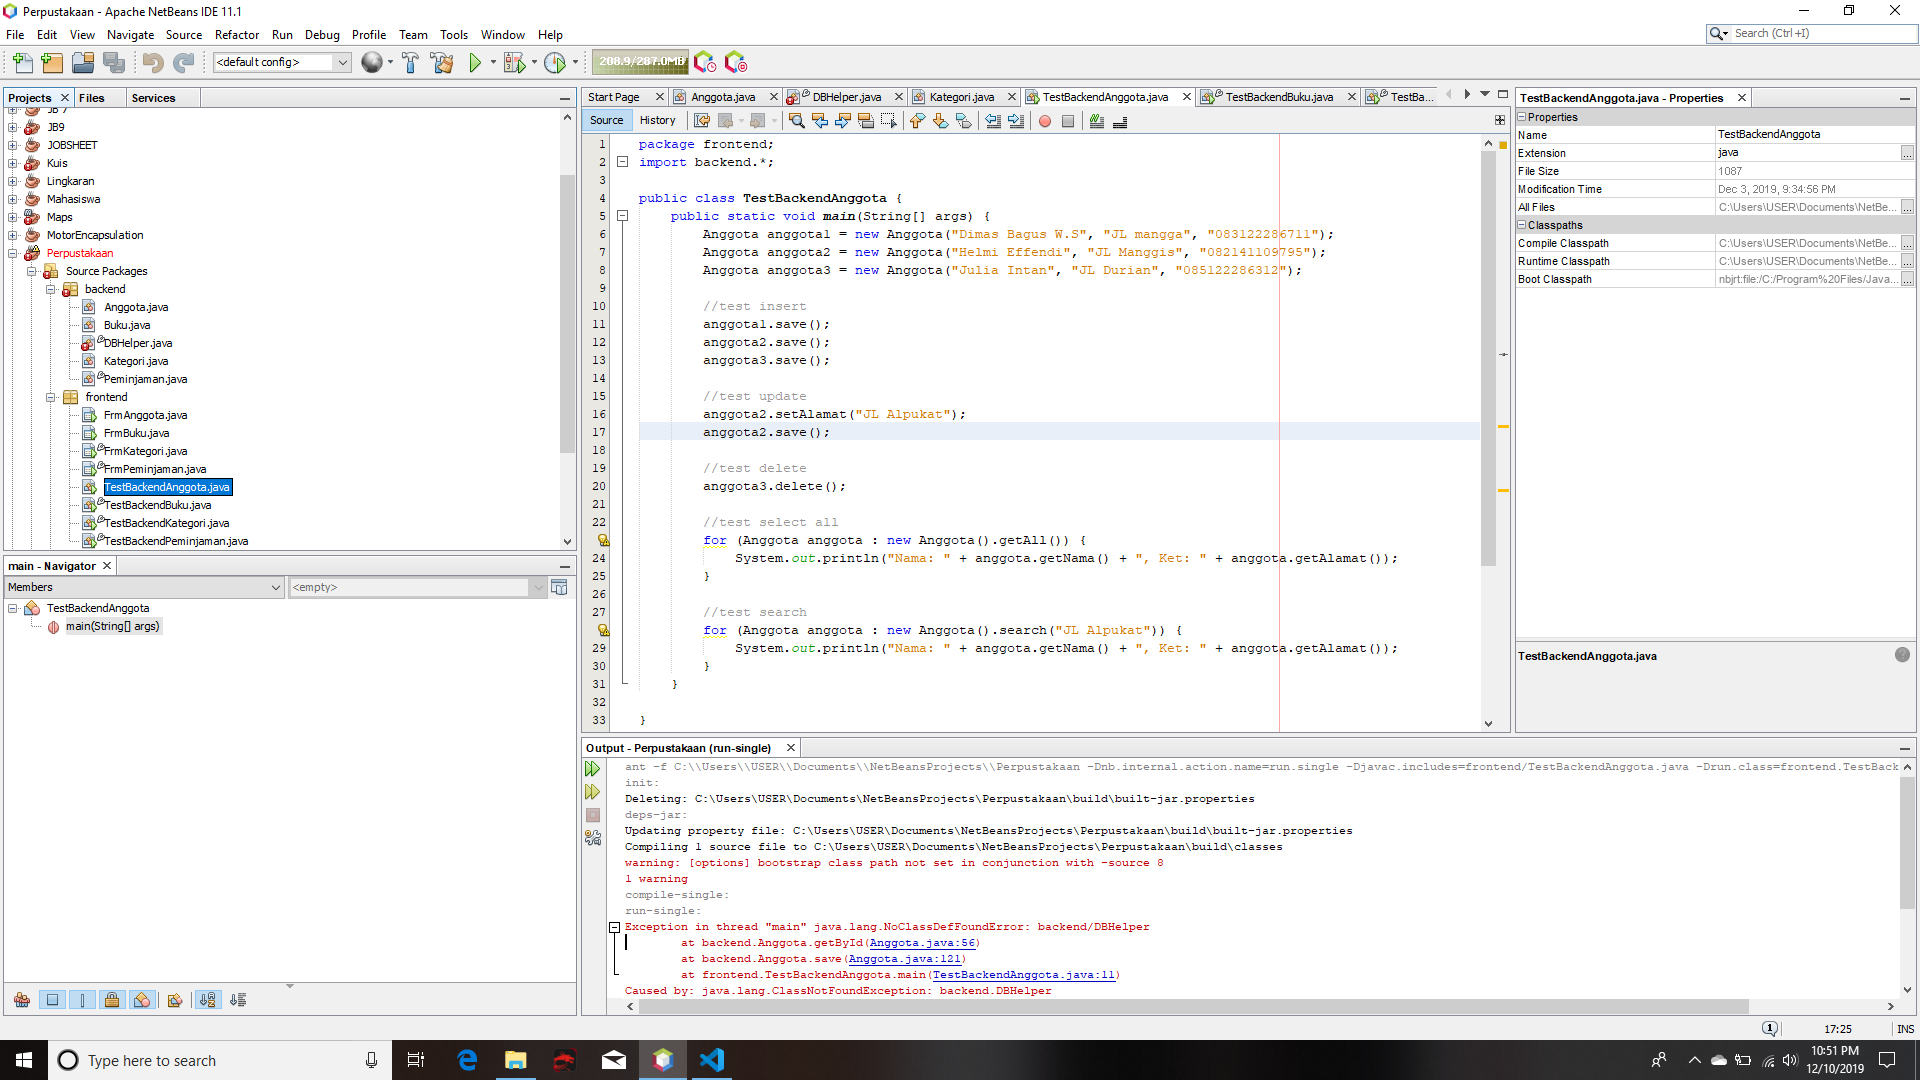 Perpustakaan - Apache NetBeans IDE 11.1
File Edit View Navigate Source Refactor Run Debug Profile Team Tools Window Help
Search (Ctrl+I)
<default config>
208.9/287.0MB
Projects Files Services
JB 7
JB9
JOBSHEET
Kuis
Lingkaran
Mahasiswa
Maps
MotorEncapsulation
Perpustakaan
Source Packages
backend
Anggota.java
Buku.java
DBHelper.java
Kategori.java
Peminjaman.java
frontend
FrmAnggota.java
FrmBuku.java
FrmKategori.java
FrmPeminjaman.java
TestBackendAnggota.java
TestBackendBuku.java
TestBackendKategori.java
TestBackendPeminjaman.java
main - Navigator
Members
<empty>
TestBackendAnggota
main(String[] args)
Start Page Anggota.java DBHelper.java Kategori.java TestBackendAnggota.java TestBackendBuku.java TestBa...
Source History
1 package frontend;
2 import backend.*;
3
4 public class TestBackendAnggota {
5 public static void main(String[] args) {
6 Anggota anggota1 = new Anggota("Dimas Bagus W.S", "JL mangga", "083122286711");
7 Anggota anggota2 = new Anggota("Helmi Effendi", "JL Manggis", "082141109795");
8 Anggota anggota3 = new Anggota("Julia Intan", "JL Durian", "085122286312");
9
10 //test insert
11 anggota1.save();
12 anggota2.save();
13 anggota3.save();
14
15 //test update
16 anggota2.setAlamat("JL Alpukat");
17 anggota2.save();
18
19 //test delete
20 anggota3.delete();
21
22 //test select all
for (Anggota anggota : new Anggota().getAll()) {
24 System.out.println("Nama: " + anggota.getNama() + ", Ket: " + anggota.getAlamat());
25 }
26
27 //test search
for (Anggota anggota : new Anggota().search("JL Alpukat")) {
29 System.out.println("Nama: " + anggota.getNama() + ", Ket: " + anggota.getAlamat());
30 }
31 }
32
33 }
TestBackendAnggota.java - Properties
Properties
Name TestBackendAnggota
Extension java
File Size 1087
Modification Time Dec 3, 2019, 9:34:56 PM
All Files C:\Users\USER\Documents\NetBe... ...
Classpaths
Compile Classpath C:\Users\USER\Documents\NetBe... ...
Runtime Classpath C:\Users\USER\Documents\NetBe... ...
Boot Classpath nbjrt:file:/C:/Program%20Files/Java... ...
TestBackendAnggota.java
?
Output - Perpustakaan (run-single)
ant -f C:\\Users\\USER\\Documents\\NetBeansProjects\\Perpustakaan -Dnb.internal.action.name=run.single -Djavac.includes=frontend/TestBackendAnggota.java -Drun.class=frontend.TestBack
init:
Deleting: C:\Users\USER\Documents\NetBeansProjects\Perpustakaan\build\built-jar.properties
deps-jar:
Updating property file: C:\Users\USER\Documents\NetBeansProjects\Perpustakaan\build\built-jar.properties
Compiling 1 source file to C:\Users\USER\Documents\NetBeansProjects\Perpustakaan\build\classes
warning: [options] bootstrap class path not set in conjunction with -source 8
1 warning
compile-single:
run-single:
Exception in thread "main" java.lang.NoClassDefFoundError: backend/DBHelper
at backend.Anggota.getById(Anggota.java:56)
at backend.Anggota.save(Anggota.java:121)
at frontend.TestBackendAnggota.main(TestBackendAnggota.java:11)
Caused by: java.lang.ClassNotFoundException: backend.DBHelper
1 17:25 INS
Type here to search
10:51 PM
12/10/2019